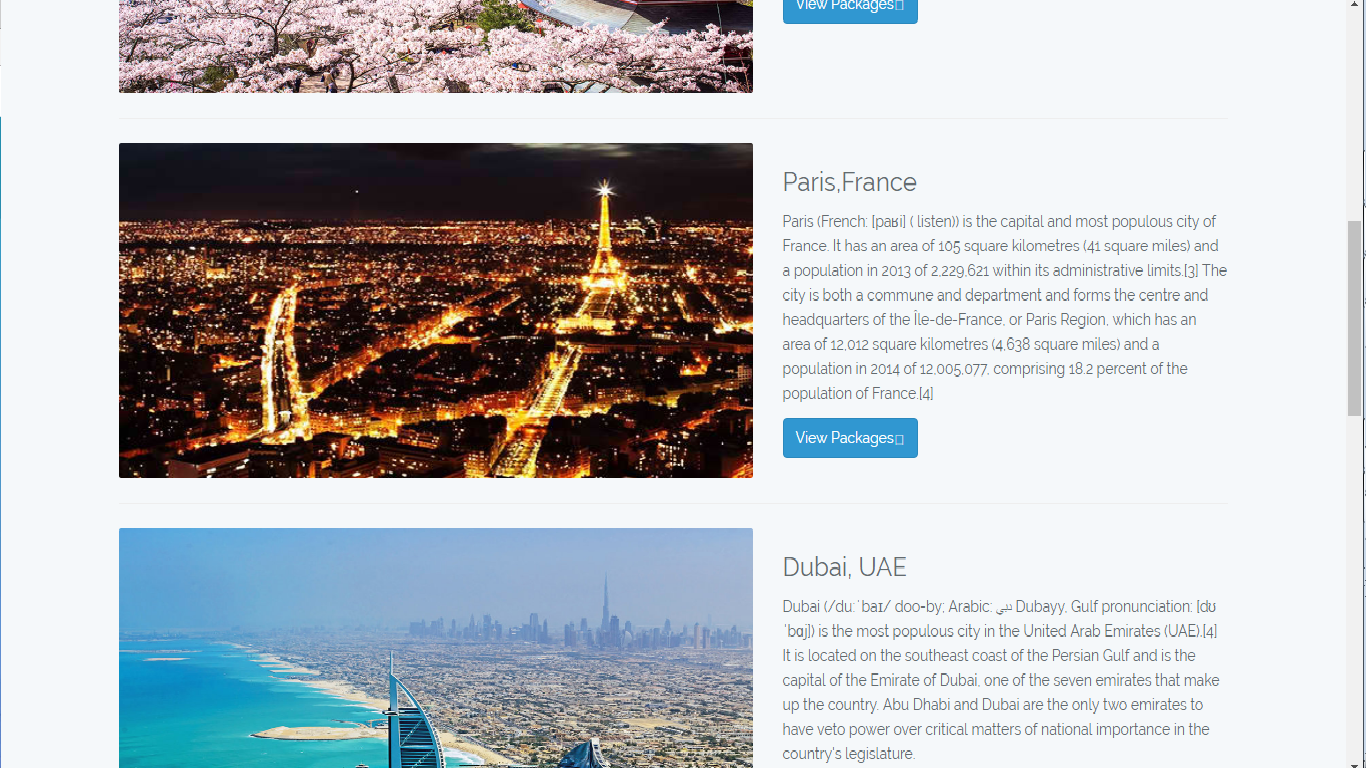 View Packages
Paris,France
Paris (French: [paʁi] ( listen)) is the capital and most populous city of
France. It has an area of 105 square kilometres (41 square miles) and
a population in 2013 of 2,229,621 within its administrative limits.[3] The
city is both a commune and department and forms the centre and
headquarters of the Île-de-France, or Paris Region, which has an
area of 12,012 square kilometres (4,638 square miles) and a
population in 2014 of 12,005,077, comprising 18.2 percent of the
population of France.[4]
View Packages
Dubai, UAE
Dubai (/duːˈbaɪ/ doo-by; Arabic: دبي Dubayy, Gulf pronunciation: [dʊ
ˈbɑj]) is the most populous city in the United Arab Emirates (UAE).[4]
It is located on the southeast coast of the Persian Gulf and is the
capital of the Emirate of Dubai, one of the seven emirates that make
up the country. Abu Dhabi and Dubai are the only two emirates to
have veto power over critical matters of national importance in the
country's legislature.